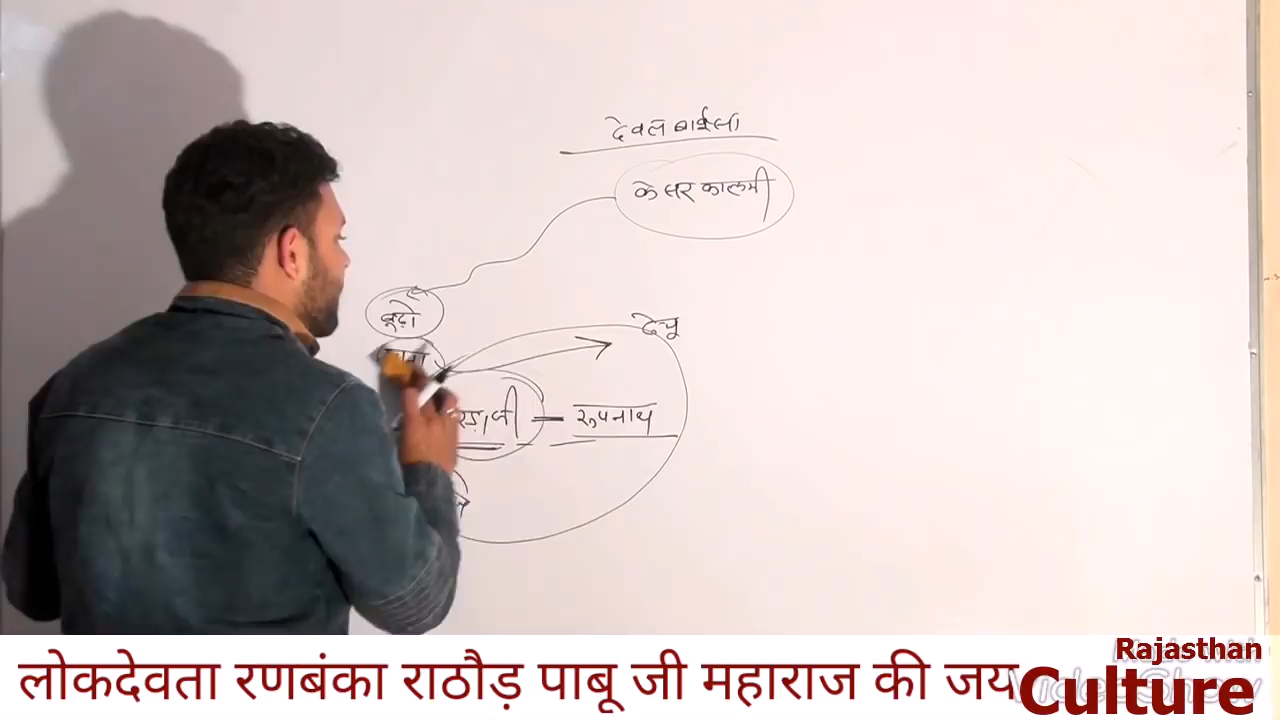 देवल बाईसा
केसर कालमी
बूढ़ो
देचू
रूपनाथ
लोकदेवता रणबंका राठौड़ पाबू जी महाराज की जय
Rajasthan
Culture